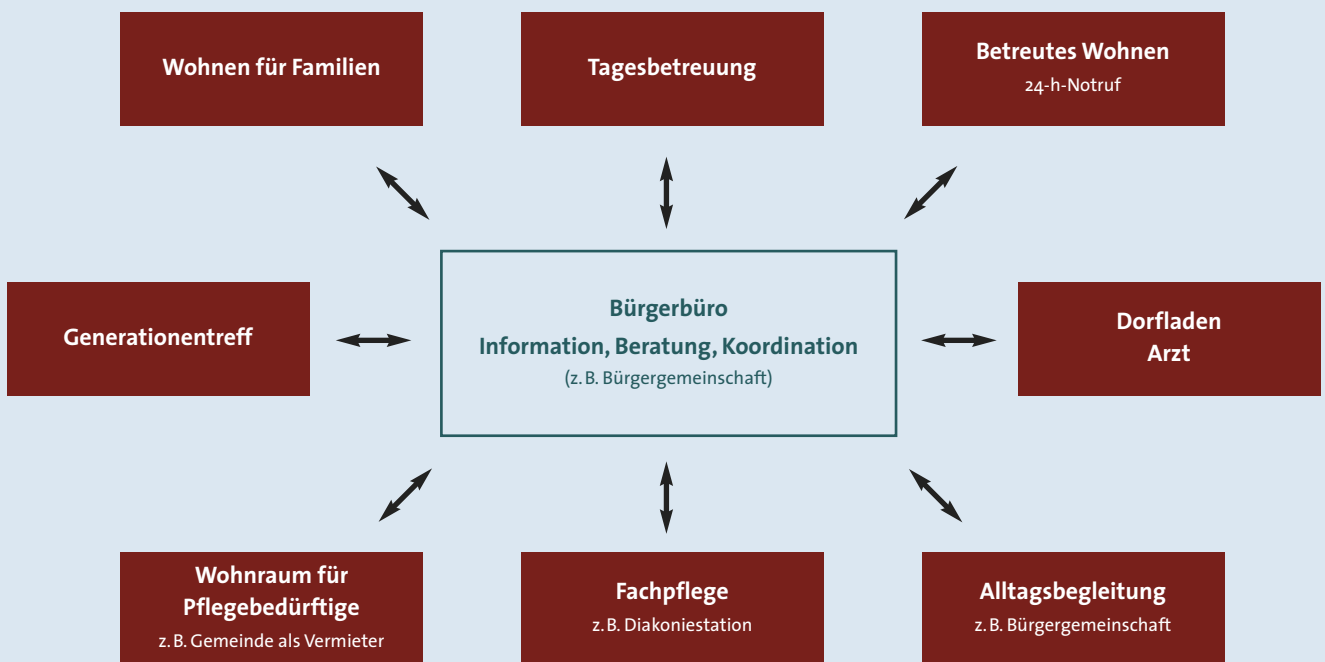 Wohnen für Familien
Tagesbetreuung
Betreutes Wohnen
24-h-Notruf
Generationentreff
Bürgerbüro
Information, Beratung, Koordination
(z. B. Bürgergemeinschaft)
Dorfladen
Arzt
Wohnraum für
Pflegebedürftige
z. B. Gemeinde als Vermieter
Fachpflege
z. B. Diakoniestation
Alltagsbegleitung
z. B. Bürgergemeinschaft